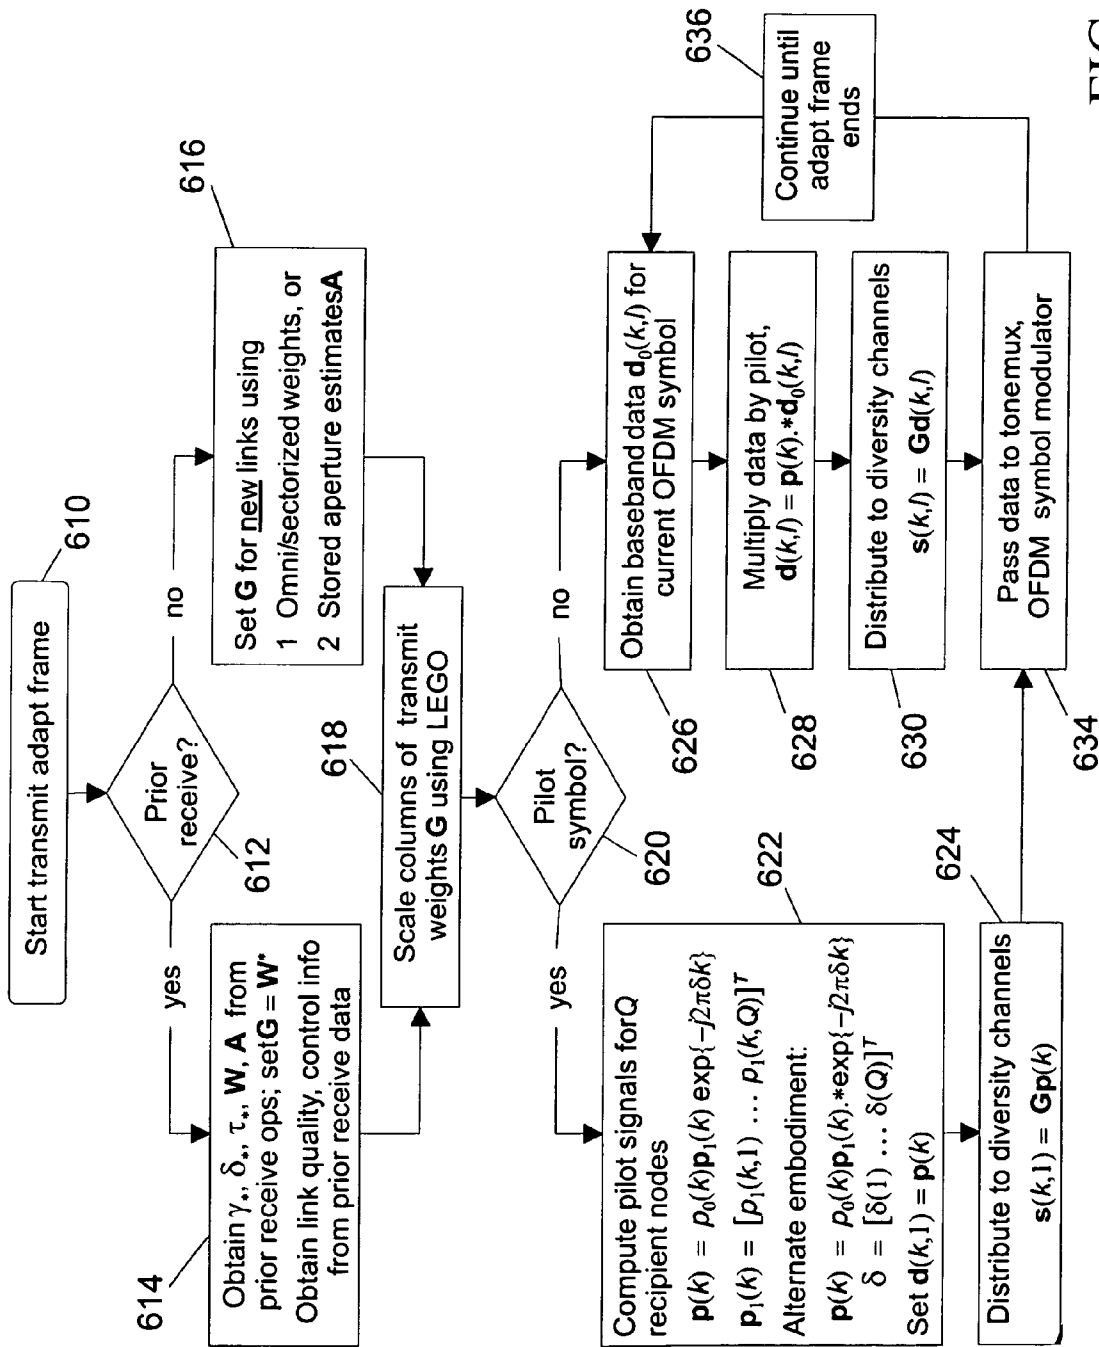 610
Start transmit adapt frame
Prior
receive?
612
yes
no
614
Obtain γ*, δ*, τ*, W, A from
prior receive ops; set G = W*
Obtain link quality, control info
from prior receive data
616
Set G for new links using
1 Omni/sectorized weights, or
2 Stored aperture estimates A
618
Scale columns of transmit
weights G using LEGO
Pilot
symbol?
620
yes
no
622
Compute pilot signals for Q
recipient nodes
p(k) = p₀(k)p₁(k) exp{-j2πδk}
p₁(k) = [p₁(k,1) ... p₁(k,Q)]ᵀ
Alternate embodiment:
p(k) = p₀(k)p₁(k).*exp{-j2πδk}
δ = [δ(1) ... δ(Q)]ᵀ
Set d(k,1) = p(k)
624
Distribute to diversity channels
s(k,1) = Gp(k)
626
Obtain baseband data d₀(k,l) for
current OFDM symbol
628
Multiply data by pilot,
d(k,l) = p(k).*d₀(k,l)
630
Distribute to diversity channels
s(k,l) = Gd(k,l)
634
Pass data to tonemux,
OFDM symbol modulator
636
Continue until
adapt frame
ends